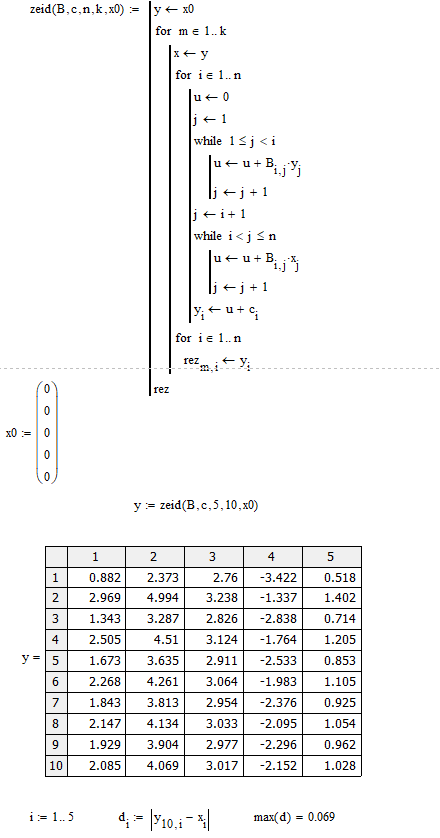 zeid(B,c,n,k,x0) := y ← x0
for m ∈ 1..k
x ← y
for i ∈ 1..n
u ← 0
j ← 1
while 1 ≤ j < i
u ← u + B_{i,j}·y_j
j ← j + 1
j ← i + 1
while i < j ≤ n
u ← u + B_{i,j}·x_j
j ← j + 1
y_i ← u + c_i
for i ∈ 1..n
rez_{m,i} ← y_i
rez
0
0
x0 := 0
0
0
y := zeid(B,c,5,10,x0)
1 2 3 4 5
1 0.882 2.373 2.76 -3.422 0.518
2 2.969 4.994 3.238 -1.337 1.402
3 1.343 3.287 2.826 -2.838 0.714
4 2.505 4.51 3.124 -1.764 1.205
y = 5 1.673 3.635 2.911 -2.533 0.853
6 2.268 4.261 3.064 -1.983 1.105
7 1.843 3.813 2.954 -2.376 0.925
8 2.147 4.134 3.033 -2.095 1.054
9 1.929 3.904 2.977 -2.296 0.962
10 2.085 4.069 3.017 -2.152 1.028
i := 1..5 d_i := |y_{10,i} − x_i| max(d) = 0.069